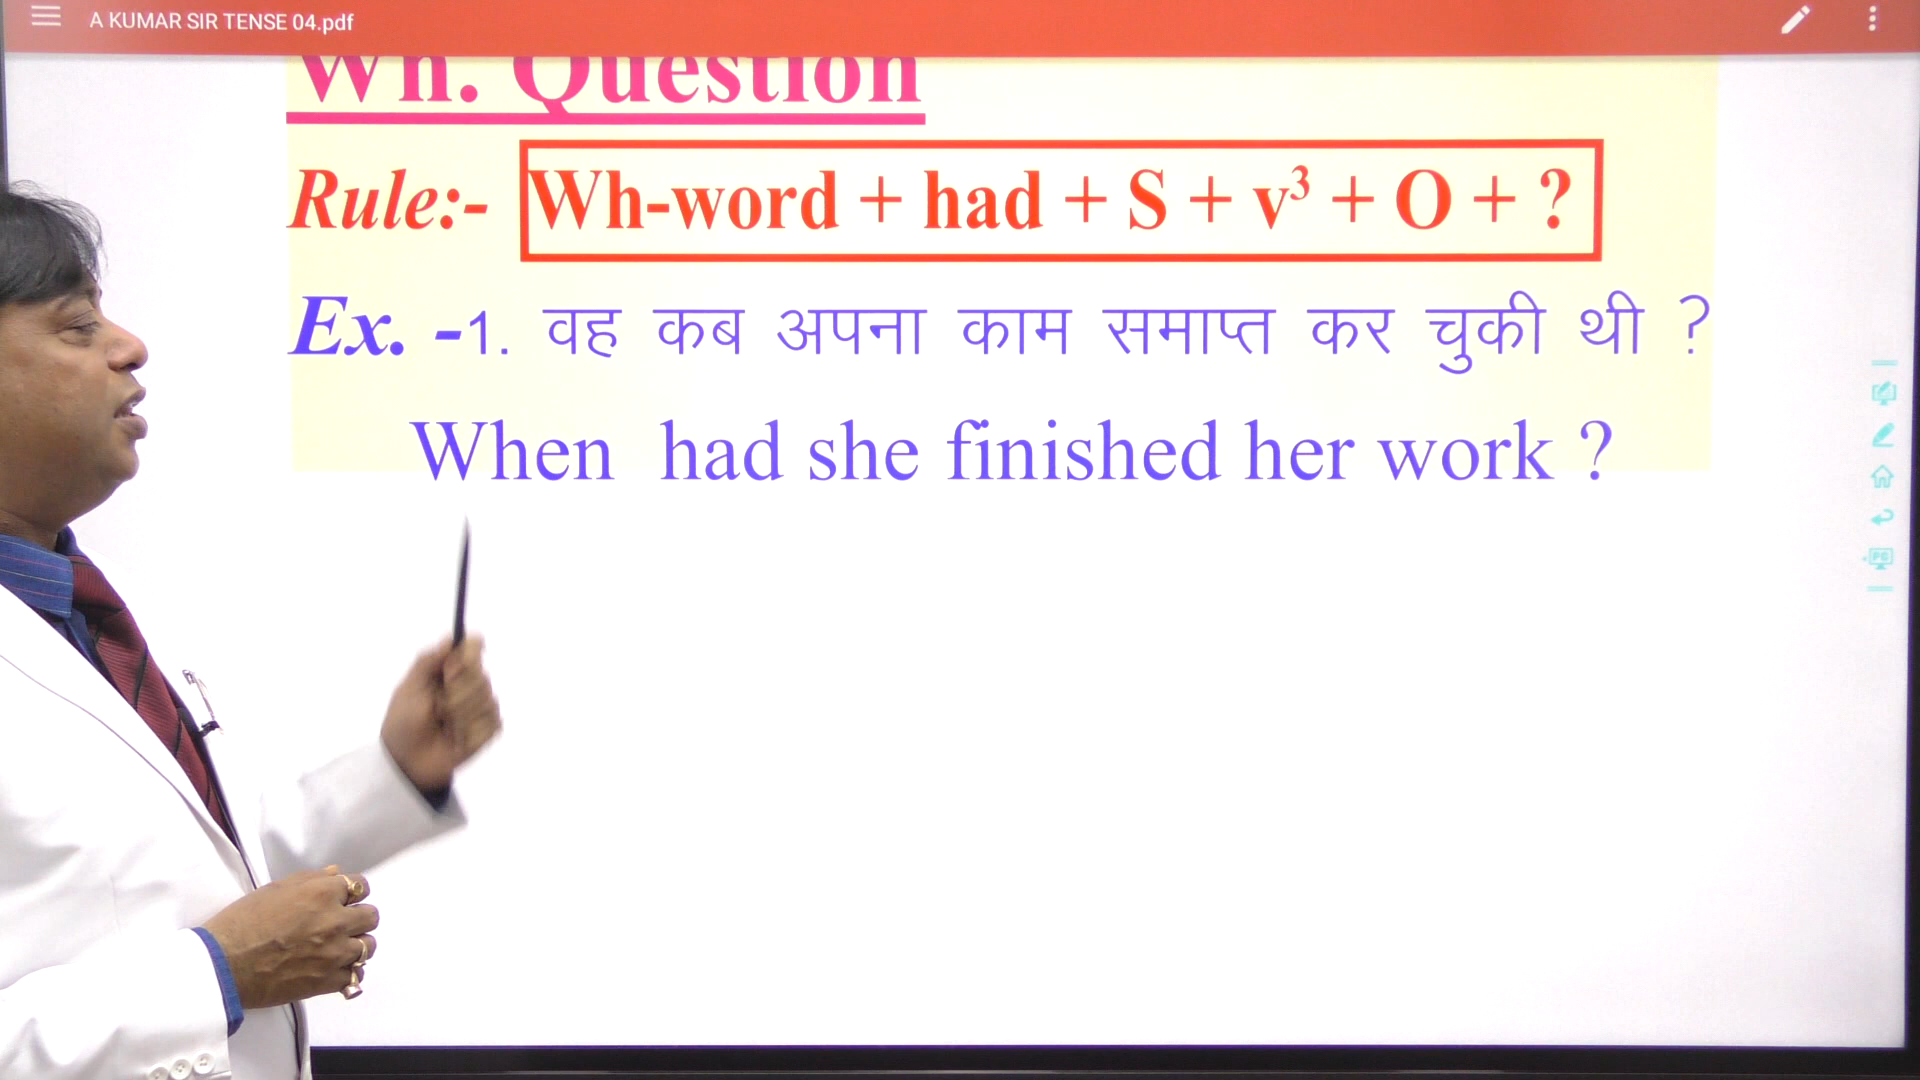 A KUMAR SIR TENSE 04.pdf
Wh. Question
Rule:- Wh-word + had + S + v³ + O + ?
Ex. -1. वह कब अपना काम समाप्त कर चुकी थी ?
When had she finished her work ?
PC